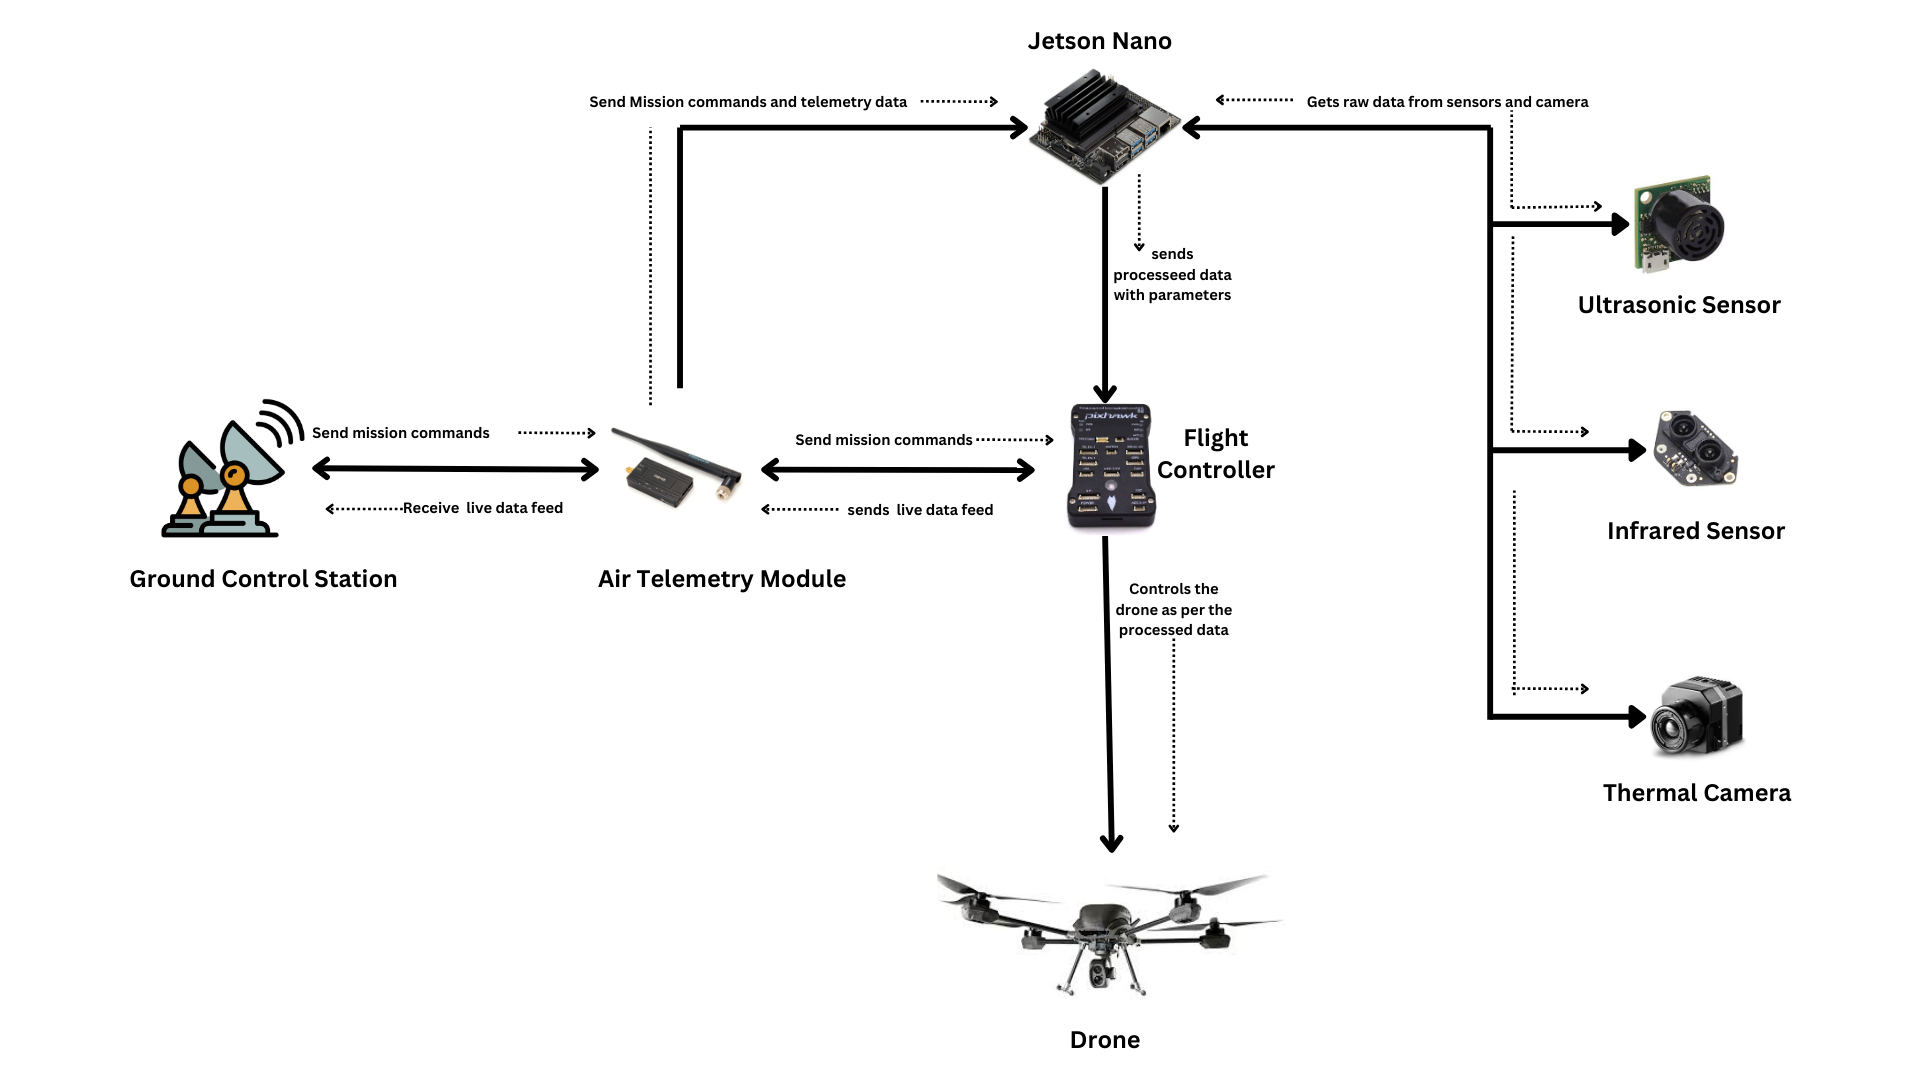 Jetson Nano
Send Mission commands and telemetry data
Gets raw data from sensors and camera
sends
processeed data
with parameters
Ultrasonic Sensor
pixhawk
Flight
Controller
Send mission commands
Send mission commands
Receive live data feed
sends live data feed
Infrared Sensor
Ground Control Station
Air Telemetry Module
Controls the
drone as per the
processed data
Thermal Camera
Drone